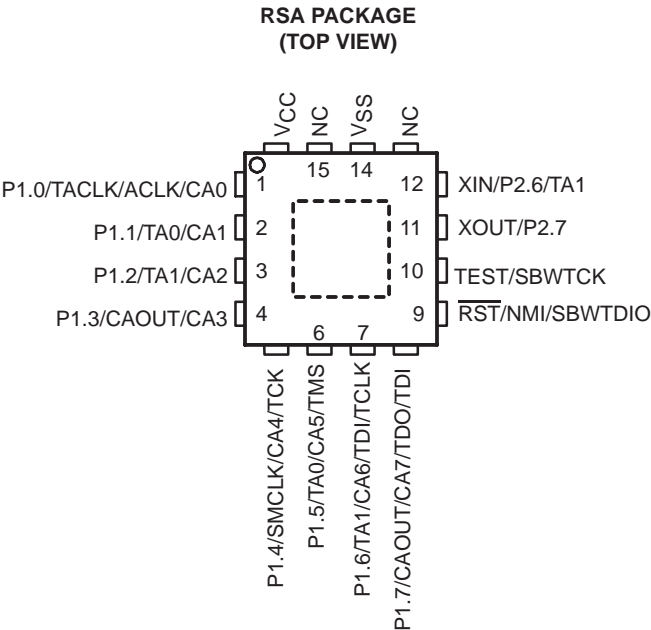 RSA PACKAGE
(TOP VIEW)
VCC
NC
VSS
NC
15
14
P1.0/TACLK/ACLK/CA0
1
12
XIN/P2.6/TA1
P1.1/TA0/CA1
2
11
XOUT/P2.7
P1.2/TA1/CA2
3
10
TEST/SBWTCK
P1.3/CAOUT/CA3
4
9
RST/NMI/SBWTDIO
6
7
P1.4/SMCLK/CA4/TCK
P1.5/TA0/CA5/TMS
P1.6/TA1/CA6/TDI/TCLK
P1.7/CAOUT/CA7/TDO/TDI